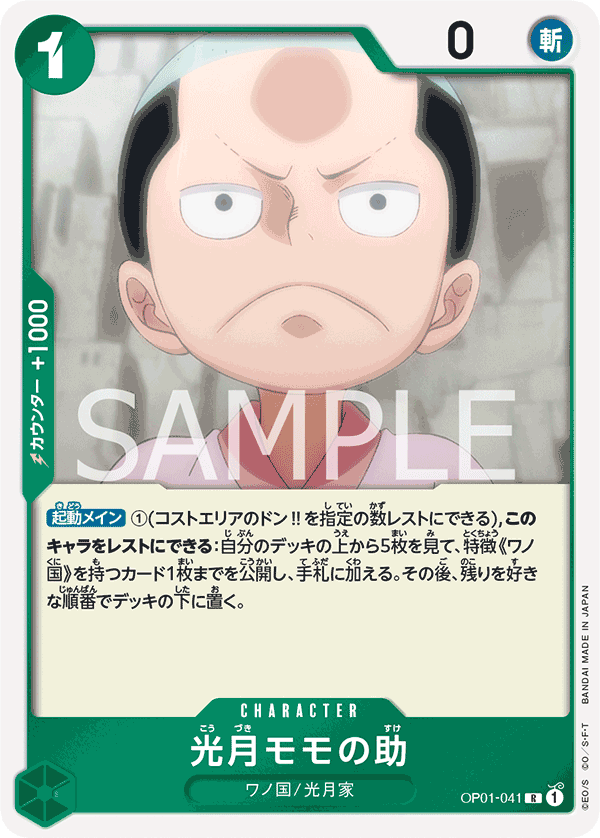 1
0
斬
カウンター +1000
SAMPLE
起動メイン ①(コストエリアのドン!!を指定の数レストにできる),この
キャラをレストにできる:自分のデッキの上から5枚を見て、特徴《ワノ
国》を持つカード1枚までを公開し、手札に加える。その後、残りを好き
な順番でデッキの下に置く。
CHARACTER
光月モモの助
ワノ国/光月家
OP01-041 R 1
©E.O/S ©O/S・F・T BANDAI MADE IN JAPAN